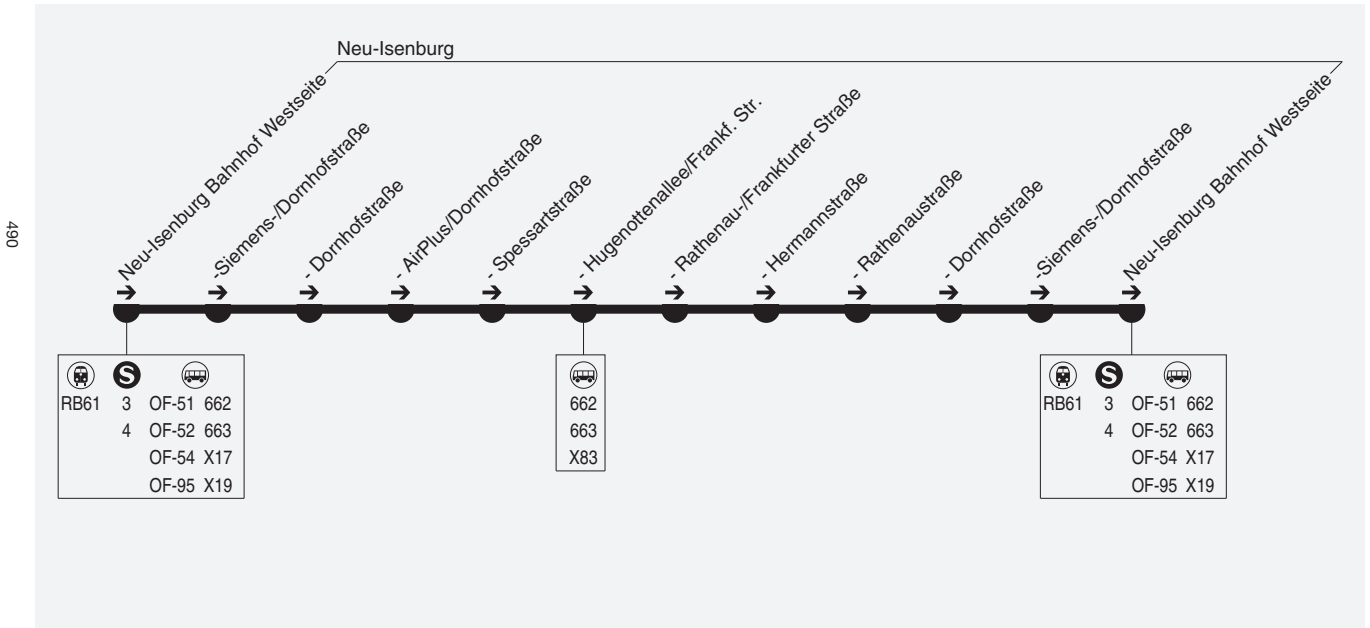 Neu-Isenburg
Neu-Isenburg Bahnhof Westseite
-Siemens-/Dornhofstraße
- Dornhofstraße
- AirPlus/Dornhofstraße
- Spessartstraße
- Hugenottenallee/Frankf. Str.
- Rathenau-/Frankfurter Straße
- Hermannstraße
- Rathenaustraße
- Dornhofstraße
-Siemens-/Dornhofstraße
Neu-Isenburg Bahnhof Westseite
S
RB61 3 OF-51 662
4 OF-52 663
OF-54 X17
OF-95 X19
662
663
X83
S
RB61 3 OF-51 662
4 OF-52 663
OF-54 X17
OF-95 X19
490